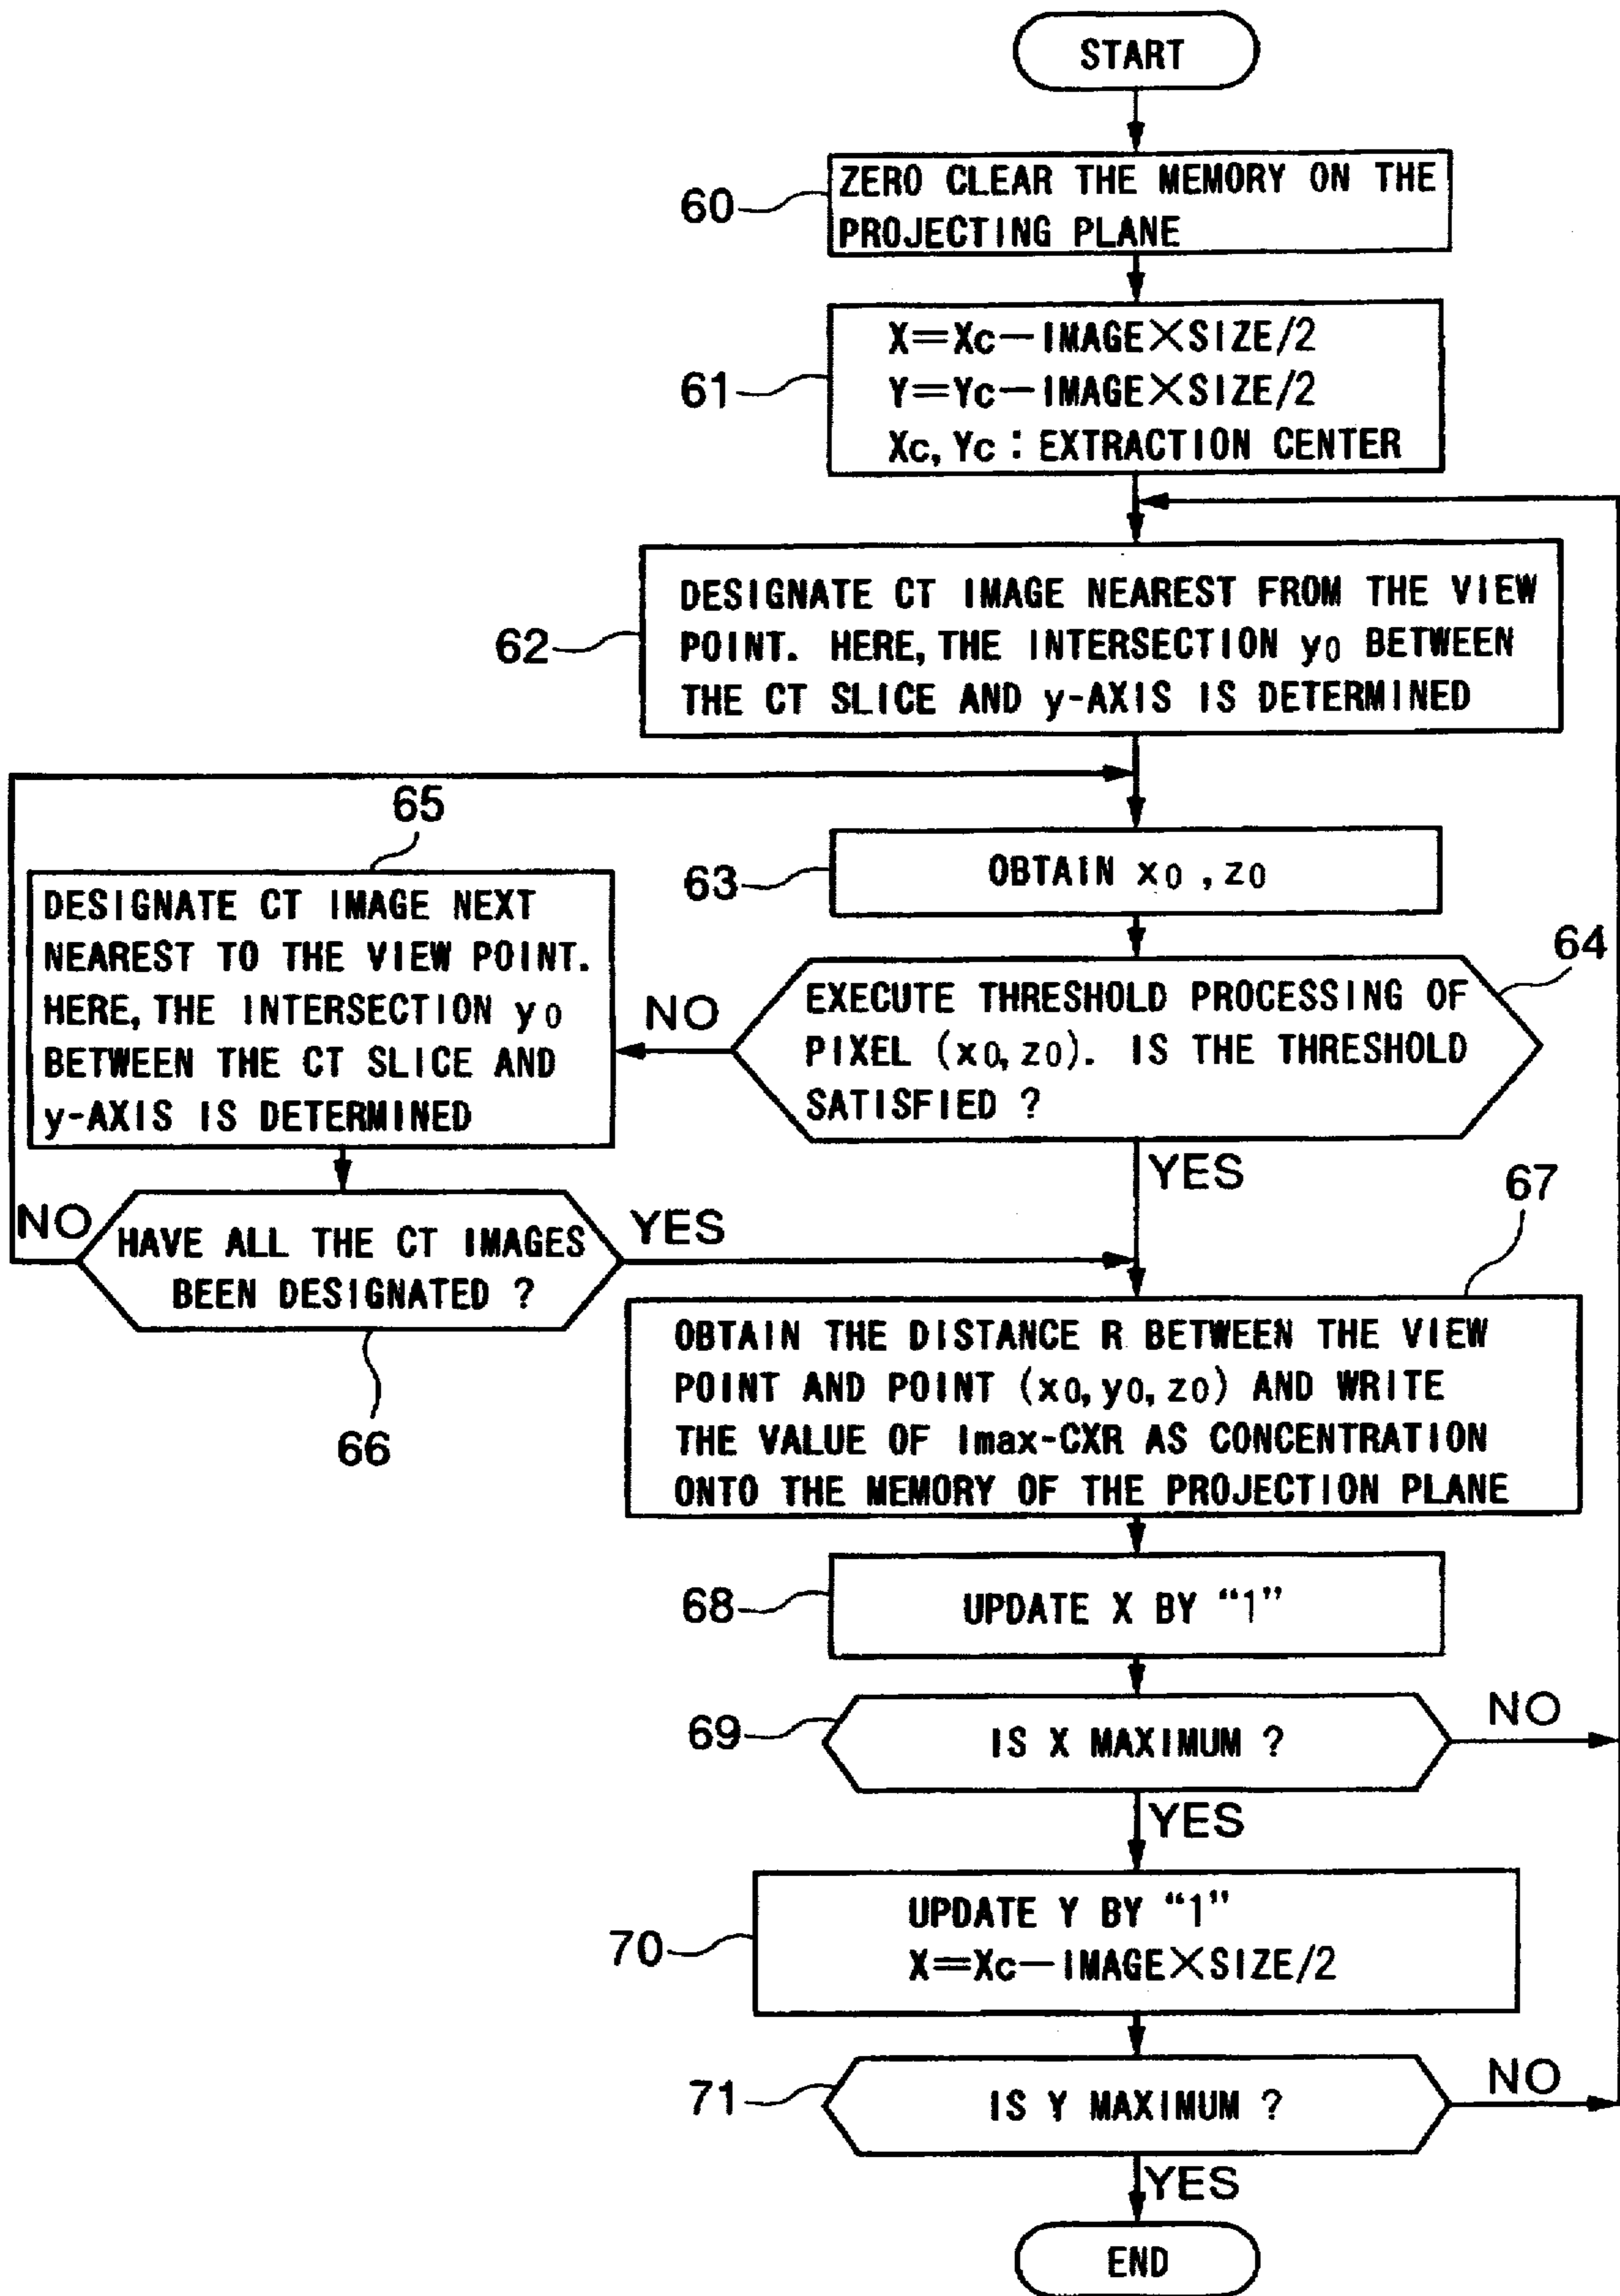 START
60
ZERO CLEAR THE MEMORY ON THE
PROJECTING PLANE
61
X=Xc-IMAGE×SIZE/2
Y=Yc-IMAGE×SIZE/2
Xc, Yc : EXTRACTION CENTER
62
DESIGNATE CT IMAGE NEAREST FROM THE VIEW
POINT. HERE, THE INTERSECTION y0 BETWEEN
THE CT SLICE AND y-AXIS IS DETERMINED
63
OBTAIN x0 , z0
64
EXECUTE THRESHOLD PROCESSING OF
PIXEL (x0, z0). IS THE THRESHOLD
SATISFIED ?
NO
YES
65
DESIGNATE CT IMAGE NEXT
NEAREST TO THE VIEW POINT.
HERE, THE INTERSECTION y0
BETWEEN THE CT SLICE AND
y-AXIS IS DETERMINED
NO
HAVE ALL THE CT IMAGES
BEEN DESIGNATED ?
YES
66
67
OBTAIN THE DISTANCE R BETWEEN THE VIEW
POINT AND POINT (x0, y0, z0) AND WRITE
THE VALUE OF Imax-CXR AS CONCENTRATION
ONTO THE MEMORY OF THE PROJECTION PLANE
68
UPDATE X BY “1”
69
IS X MAXIMUM ?
NO
YES
70
UPDATE Y BY “1”
X=Xc-IMAGE×SIZE/2
71
IS Y MAXIMUM ?
NO
YES
END